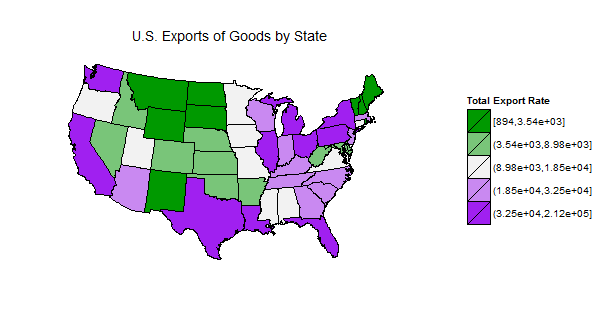 U.S. Exports of Goods by State
Total Export Rate
[894,3.54e+03]
(3.54e+03,8.98e+03]
(8.98e+03,1.85e+04]
(1.85e+04,3.25e+04]
(3.25e+04,2.12e+05]